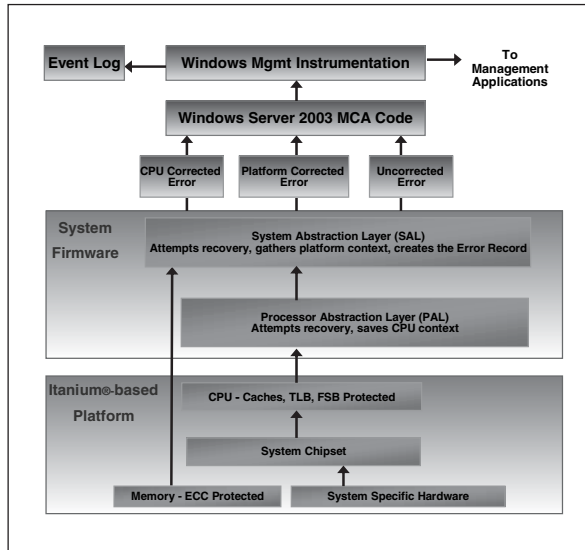 Event Log
Windows Mgmt Instrumentation
To
Management
Applications
Windows Server 2003 MCA Code
CPU Corrected
Error
Platform Corrected
Error
Uncorrected
Error
System
Firmware
System Abstraction Layer (SAL)
Attempts recovery, gathers platform context, creates the Error Record
Processor Abstraction Layer (PAL)
Attempts recovery, saves CPU context
Itanium®-based
Platform
CPU - Caches, TLB, FSB Protected
System Chipset
Memory - ECC Protected
System Specific Hardware